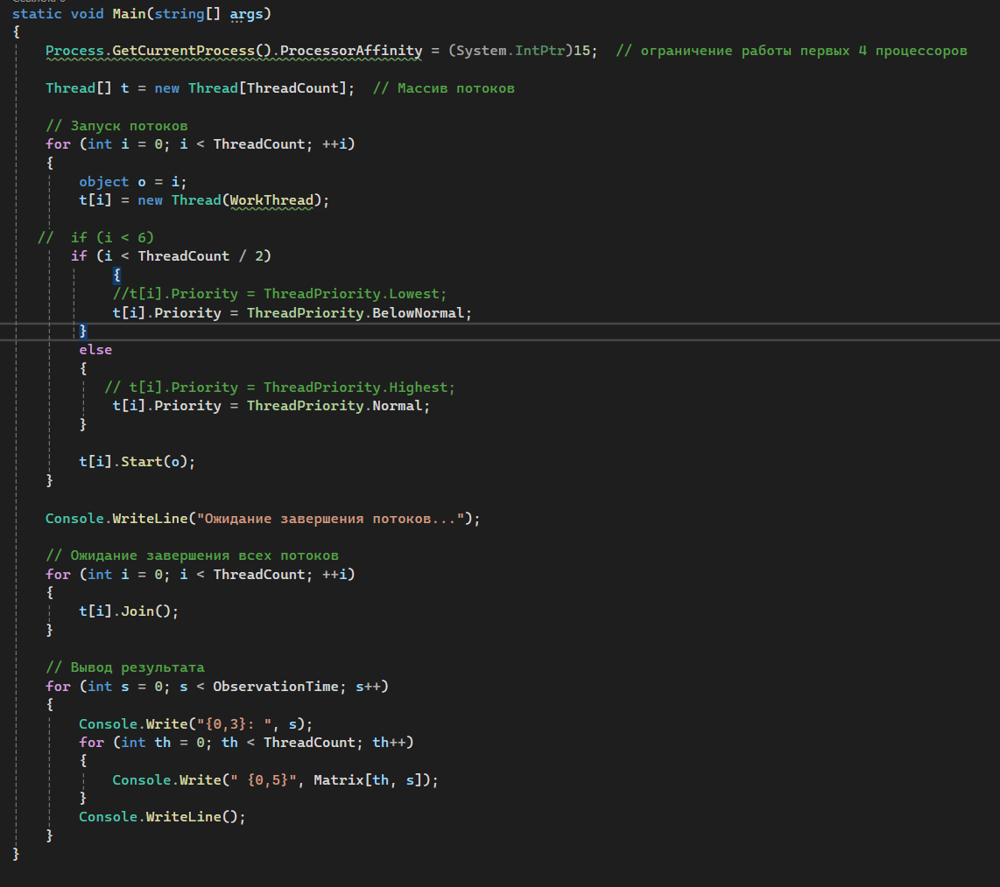 static void Main(string[] args)
{
Process.GetCurrentProcess().ProcessorAffinity = (System.IntPtr)15;  // ограничение работы первых 4 процессоров
Thread[] t = new Thread[ThreadCount];  // Массив потоков
// Запуск потоков
for (int i = 0; i < ThreadCount; ++i)
{
object o = i;
t[i] = new Thread(WorkThread);
//  if (i < 6)
if (i < ThreadCount / 2)
{
//t[i].Priority = ThreadPriority.Lowest;
t[i].Priority = ThreadPriority.BelowNormal;
}
else
{
// t[i].Priority = ThreadPriority.Highest;
t[i].Priority = ThreadPriority.Normal;
}
t[i].Start(o);
}
Console.WriteLine("Ожидание завершения потоков...");
// Ожидание завершения всех потоков
for (int i = 0; i < ThreadCount; ++i)
{
t[i].Join();
}
// Вывод результата
for (int s = 0; s < ObservationTime; s++)
{
Console.Write("{0,3}: ", s);
for (int th = 0; th < ThreadCount; th++)
{
Console.Write(" {0,5}", Matrix[th, s]);
}
Console.WriteLine();
}
}